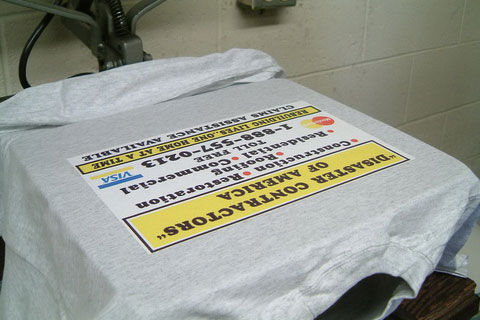 "DISASTER CONTRACTORS"
OF AMERICA
Construction • Restoration
• Roofing •
• Residential • Commercial
TOLL FREE
VISA 1-888-557-0213
REBUILDING LIVES, ONE HOME AT A TIME
CLAIMS ASSISTANCE AVAILABLE